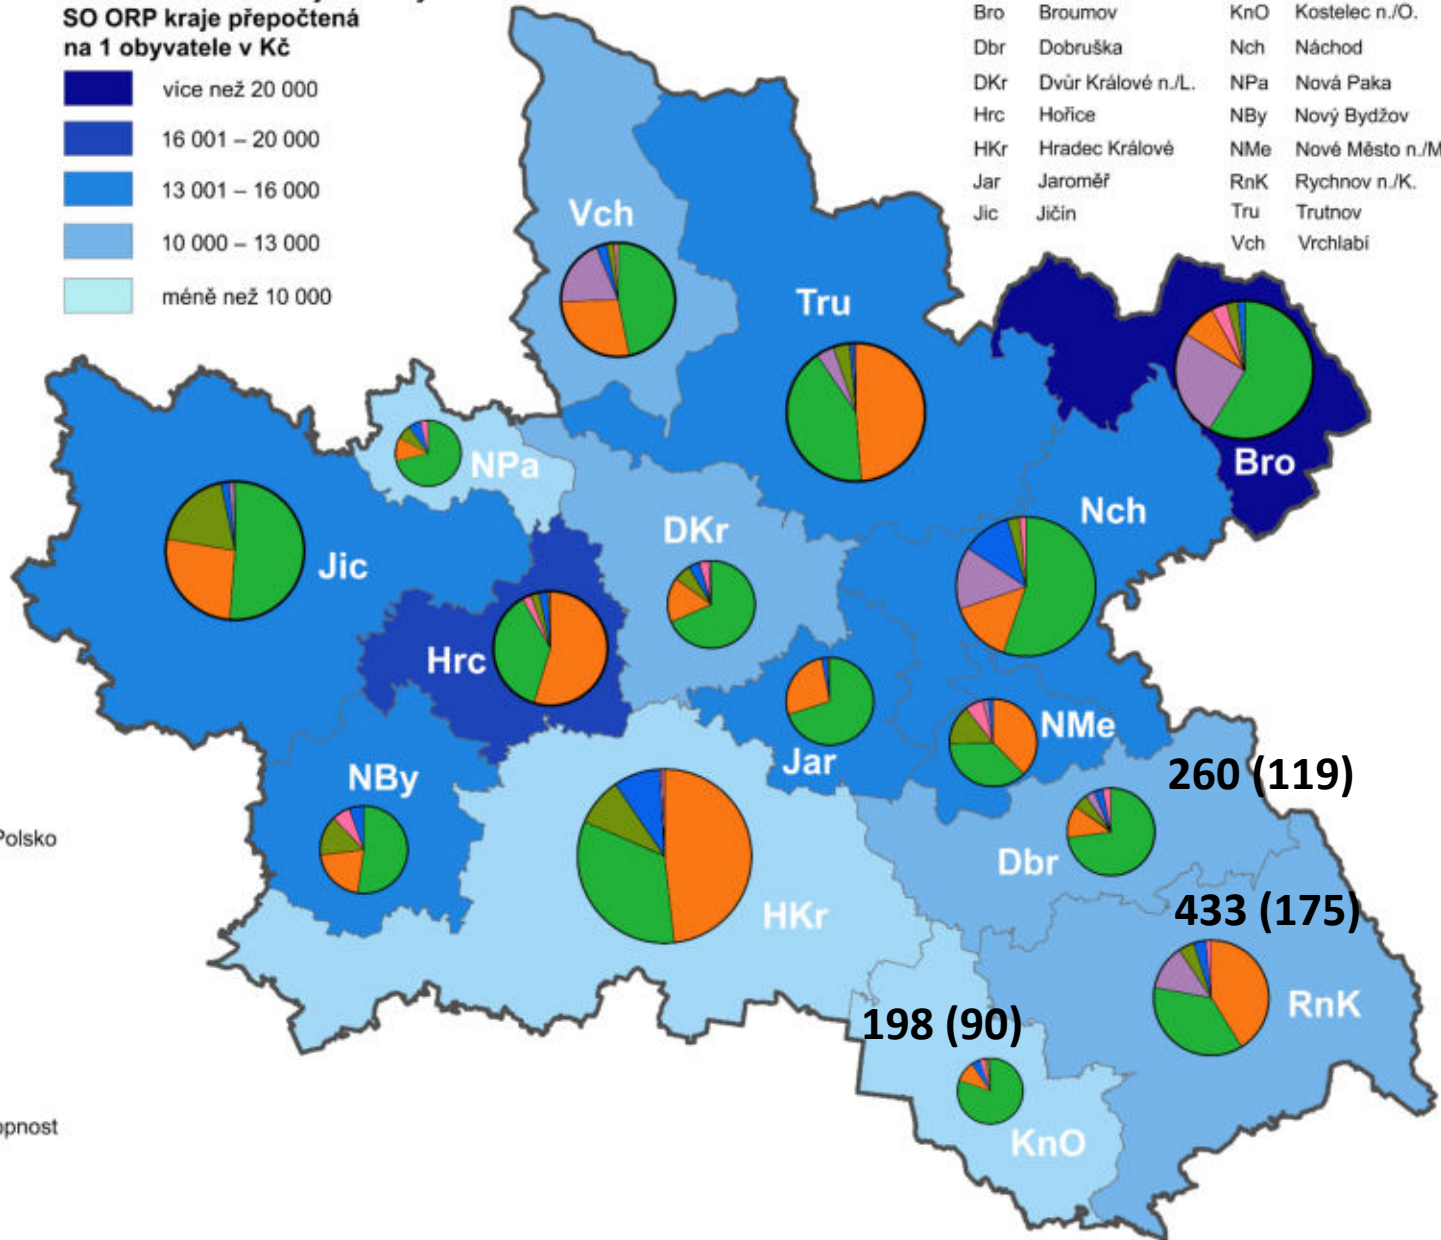 SO ORP kraje přepočtená
na 1 obyvatele v Kč
více než 20 000
16 001 – 20 000
13 001 – 16 000
10 000 – 13 000
méně než 10 000
Bro Broumov
Dbr Dobruška
DKr Dvůr Králové n./L.
Hrc Hořice
HKr Hradec Králové
Jar Jaroměř
Jic Jičín
KnO Kostelec n./O.
Nch Náchod
NPa Nová Paka
NBy Nový Bydžov
NMe Nové Město n./M
RnK Rychnov n./K.
Tru Trutnov
Vch Vrchlabí
Vch
Tru
Bro
NPa
Nch
DKr
Jic
Hrc
NMe
Jar
NBy
260 (119)
Polsko
Dbr
433 (175)
HKr
RnK
198 (90)
opnost
KnO